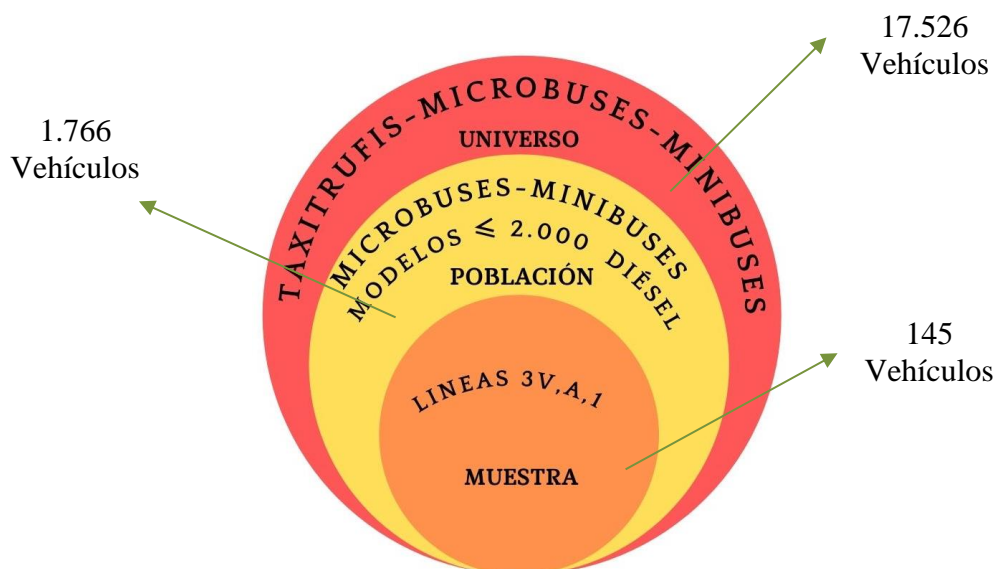 17.526
Vehículos
1.766
Vehículos
TAXITRUFIS-MICROBUSES-MINIBUSES
UNIVERSO
MICROBUSES-MINIBUSES
MODELOS ≤ 2.000 DIÉSEL
POBLACIÓN
145
Vehículos
LINEAS 3V,A,1
MUESTRA